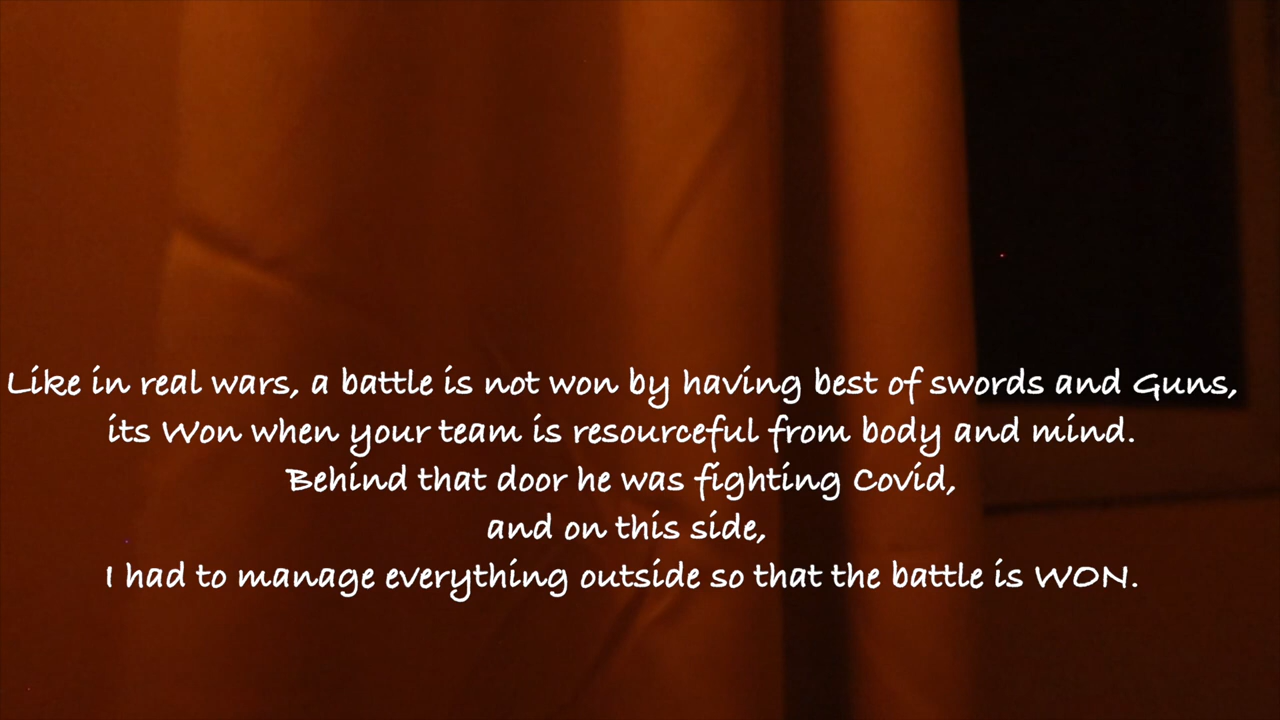 Like in real wars, a battle is not won by having best of swords and Guns,
its Won when your team is resourceful from body and mind.
Behind that door he was fighting Covid,
and on this side,
I had to manage everything outside so that the battle is WON.